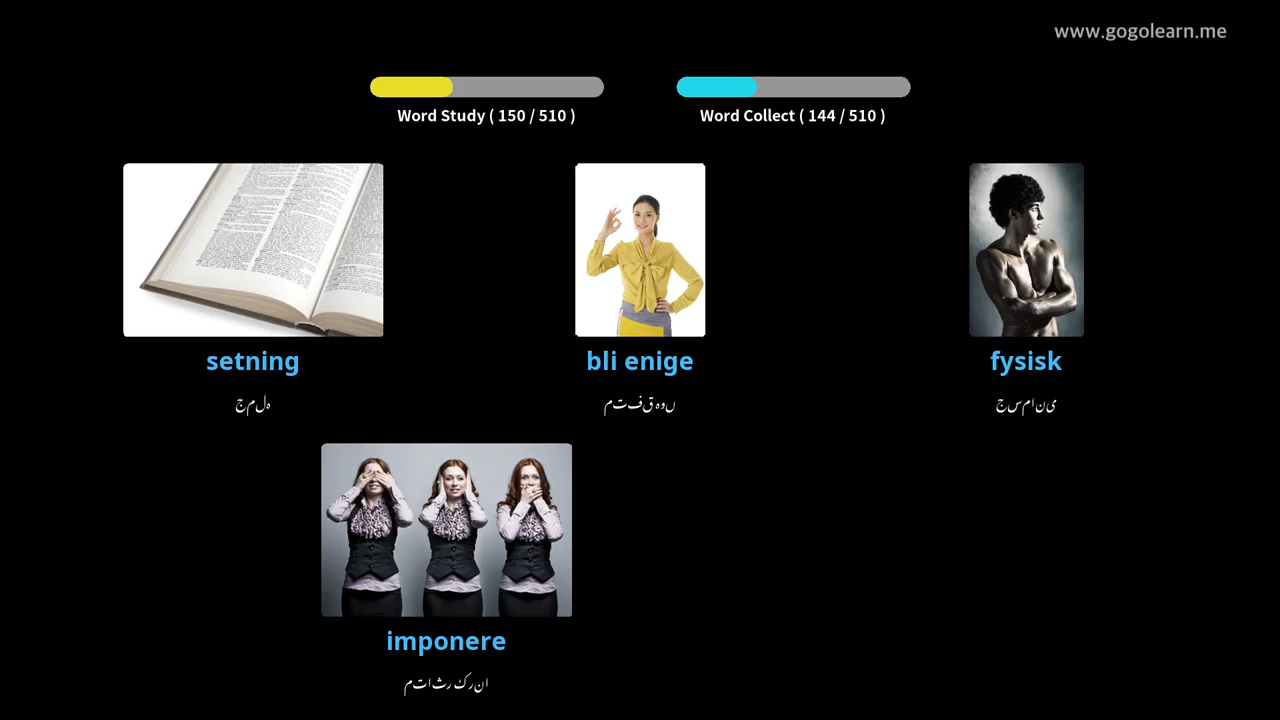 www.gogolearn.me
Word Study ( 150 / 510 )
Word Collect ( 144 / 510 )
setning
bli enige
fysisk
جملہ
متفق ہوں
جسمانی
imponere
متاثر کرنا